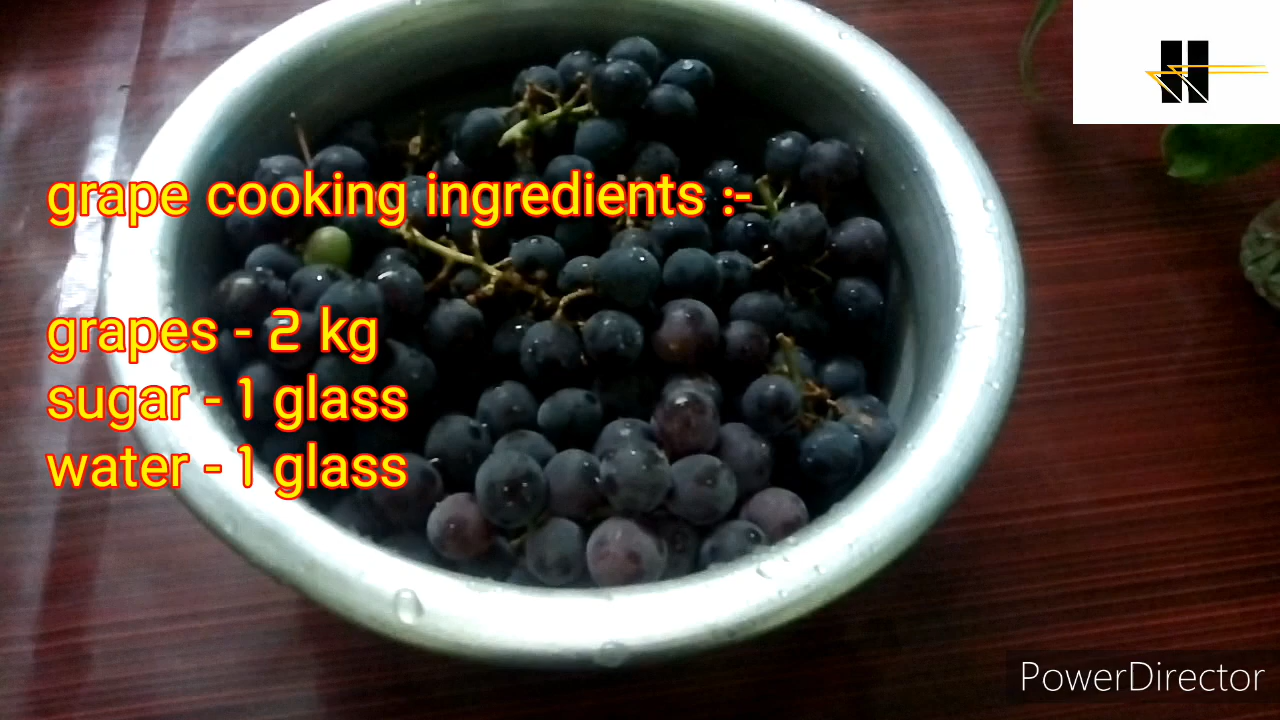 grape cooking ingredients :-
grapes - 2 kg
sugar - 1 glass
water - 1 glass
PowerDirector